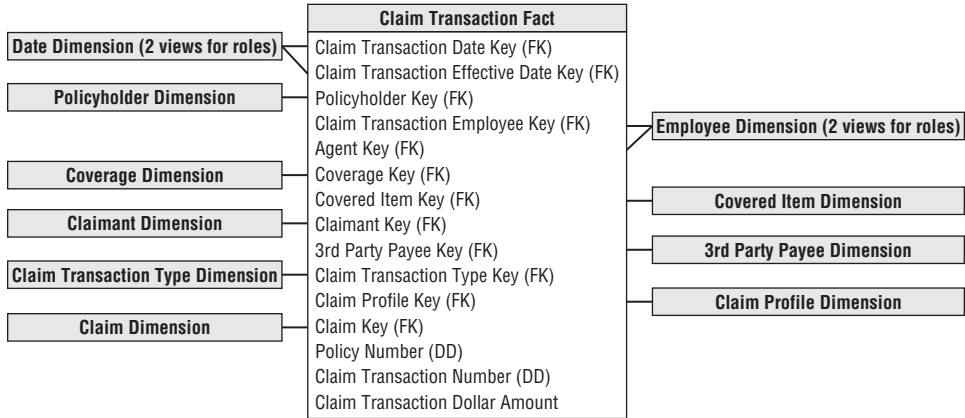 Claim Transaction Fact
Date Dimension (2 views for roles)
Policyholder Dimension
Coverage Dimension
Claimant Dimension
Claim Transaction Type Dimension
Claim Dimension
Claim Transaction Date Key (FK)
Claim Transaction Effective Date Key (FK)
Policyholder Key (FK)
Claim Transaction Employee Key (FK)
Agent Key (FK)
Coverage Key (FK)
Covered Item Key (FK)
Claimant Key (FK)
3rd Party Payee Key (FK)
Claim Transaction Type Key (FK)
Claim Profile Key (FK)
Claim Key (FK)
Policy Number (DD)
Claim Transaction Number (DD)
Claim Transaction Dollar Amount
Employee Dimension (2 views for roles)
Covered Item Dimension
3rd Party Payee Dimension
Claim Profile Dimension